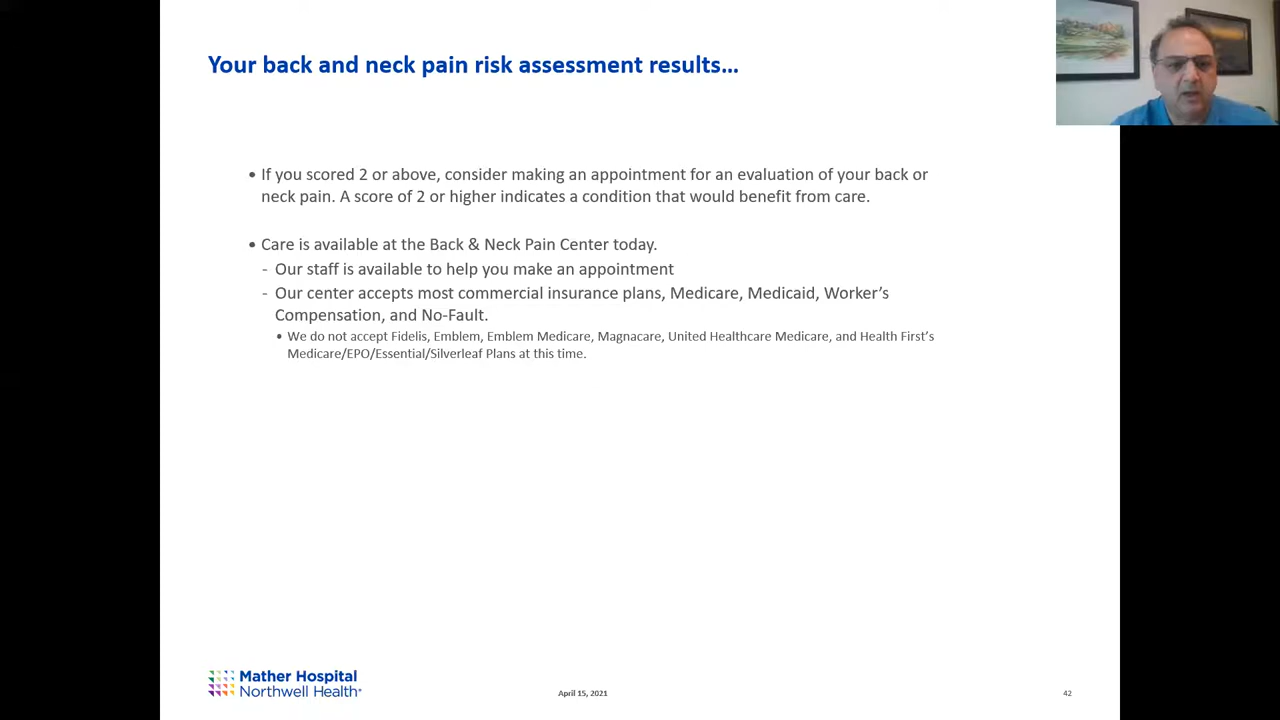 Your back and neck pain risk assessment results…
• If you scored 2 or above, consider making an appointment for an evaluation of your back or
neck pain. A score of 2 or higher indicates a condition that would benefit from care.
• Care is available at the Back & Neck Pain Center today.
- Our staff is available to help you make an appointment
- Our center accepts most commercial insurance plans, Medicare, Medicaid, Worker's
Compensation, and No-Fault.
• We do not accept Fidelis, Emblem, Emblem Medicare, Magnacare, United Healthcare Medicare, and Health First's
Medicare/EPO/Essential/Silverleaf Plans at this time.
Mather Hospital
Northwell Health®
April 15, 2021
42